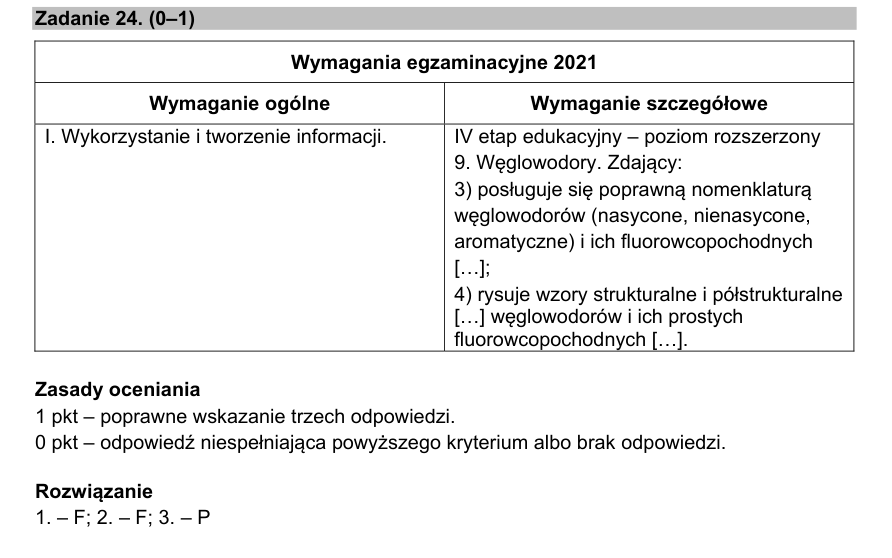 Zadanie 24. (0–1)
Wymagania egzaminacyjne 2021
Wymaganie ogólne
Wymaganie szczegółowe
I. Wykorzystanie i tworzenie informacji.
IV etap edukacyjny – poziom rozszerzony
9. Węglowodory. Zdający:
3) posługuje się poprawną nomenklaturą
węglowodorów (nasycone, nienasycone,
aromatyczne) i ich fluorowcopochodnych
[…];
4) rysuje wzory strukturalne i półstrukturalne
[…] węglowodorów i ich prostych
fluorowcopochodnych […].
Zasady oceniania
1 pkt – poprawne wskazanie trzech odpowiedzi.
0 pkt – odpowiedź niespełniająca powyższego kryterium albo brak odpowiedzi.
Rozwiązanie
1. – F; 2. – F; 3. – P